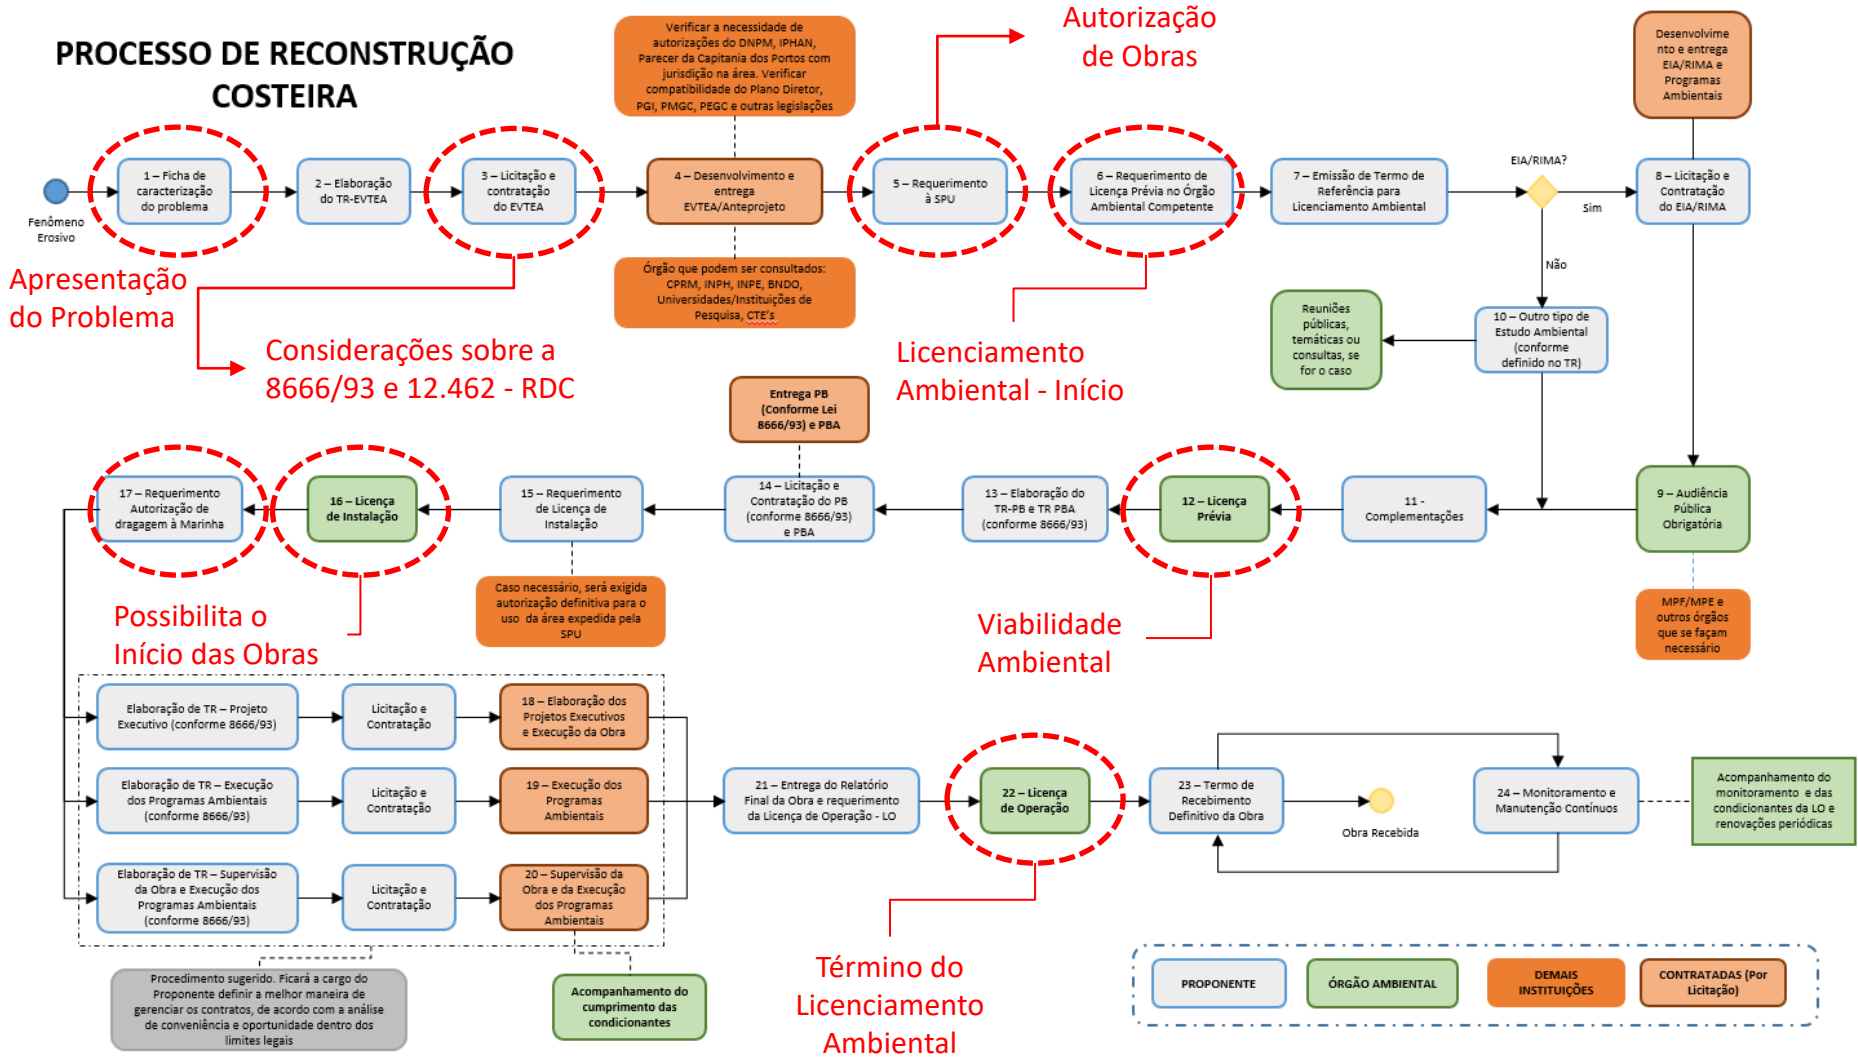 PROCESSO DE RECONSTRUÇÃO
COSTEIRA
Verificar a necessidade de
autorizações do DNPM, IPHAN,
Parecer da Capitania dos Portos com
jurisdição na área. Verificar
compatibilidade do Plano Diretor,
PGI, PMGC, PEGC e outras legislações
Autorização
de Obras
Desenvolvime
nto e entrega
EIA/RIMA e
Programas
Ambientais
Fenômeno
Erosivo
1 – Ficha de
caracterização
do problema
2 – Elaboração
do TR-EVTEA
3 – Licitação e
contratação
do EVTEA
4 – Desenvolvimento e
entrega
EVTEA/Anteprojeto
5 – Requerimento
à SPU
6 – Requerimento de
Licença Prévia no Órgão
Ambiental Competente
7 – Emissão de Termo de
Referência para
Licenciamento Ambiental
EIA/RIMA?
Sim
Não
8 – Licitação e
Contratação
do EIA/RIMA
Apresentação
do Problema
Órgão que podem ser consultados:
CPRM, INPH, INPE, BNDO,
Universidades/Instituições de
Pesquisa, CTE's
Considerações sobre a
8666/93 e 12.462 - RDC
Licenciamento
Ambiental - Início
Reuniões
públicas,
temáticas ou
consultas, se
for o caso
10 – Outro tipo de
Estudo Ambiental
(conforme
definido no TR)
Entrega PB
(Conforme Lei
8666/93) e PBA
17 – Requerimento
Autorização de
dragagem à Marinha
16 – Licença
de Instalação
15 – Requerimento
de Licença de
Instalação
14 – Licitação e
Contratação do PB
(conforme 8666/93)
e PBA
13 – Elaboração do
TR-PB e TR PBA
(conforme 8666/93)
12 – Licença
Prévia
11 -
Complementações
9 – Audiência
Pública
Obrigatória
Possibilita o
Início das Obras
Caso necessário, será exigida
autorização definitiva para o
uso da área expedida pela
SPU
Viabilidade
Ambiental
MPF/MPE e
outros órgãos
que se façam
necessário
Elaboração de TR – Projeto
Executivo (conforme 8666/93)
Licitação e
Contratação
18 – Elaboração dos
Projetos Executivos
e Execução da Obra
Elaboração de TR – Execução
dos Programas Ambientais
(conforme 8666/93)
Licitação e
Contratação
19 – Execução dos
Programas
Ambientais
Elaboração de TR – Supervisão
da Obra e Execução dos
Programas Ambientais
(conforme 8666/93)
Licitação e
Contratação
20 – Supervisão da
Obra e da Execução
dos Programas
Ambientais
21 – Entrega do Relatório
Final da Obra e requerimento
da Licença de Operação - LO
22 – Licença
de Operação
23 – Termo de
Recebimento
Definitivo da Obra
Obra Recebida
24 – Monitoramento e
Manutenção Contínuos
Acompanhamento do
monitoramento e das
condicionantes da LO e
renovações periódicas
Procedimento sugerido. Ficará a cargo do
Proponente definir a melhor maneira de
gerenciar os contratos, de acordo com a análise
de conveniência e oportunidade dentro dos
limites legais
Acompanhamento do
cumprimento das
condicionantes
Término do
Licenciamento
Ambiental
PROPONENTE
ÓRGÃO AMBIENTAL
DEMAIS
INSTITUIÇÕES
CONTRATADAS (Por
Licitação)